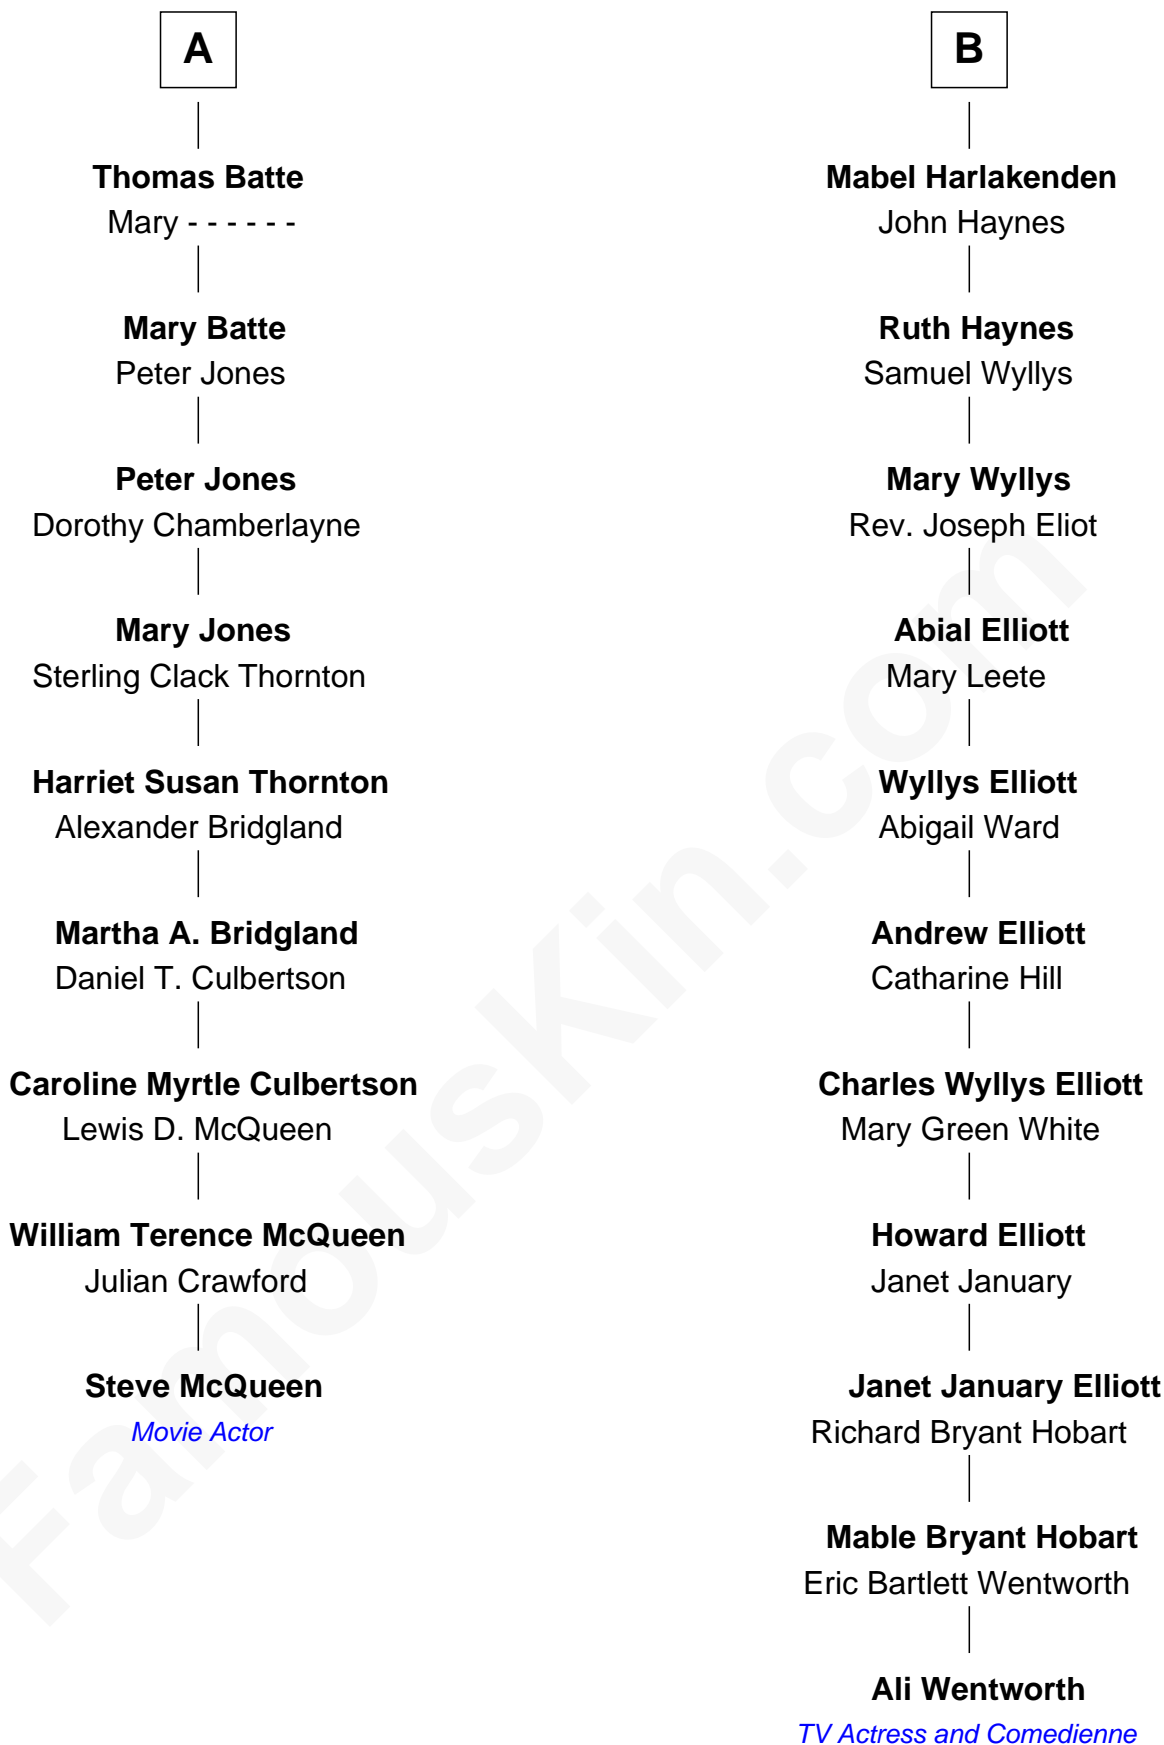 A
Thomas Batte
Mary - - - - - -
Mary Batte
Peter Jones
Peter Jones
Dorothy Chamberlayne
Mary Jones
Sterling Clack Thornton
Harriet Susan Thornton
Alexander Bridgland
Martha A. Bridgland
Daniel T. Culbertson
Caroline Myrtle Culbertson
Lewis D. McQueen
William Terence McQueen
Julian Crawford
Steve McQueen
Movie Actor
B
Mabel Harlakenden
John Haynes
Ruth Haynes
Samuel Wyllys
Mary Wyllys
Rev. Joseph Eliot
Abial Elliott
Mary Leete
Wyllys Elliott
Abigail Ward
Andrew Elliott
Catharine Hill
Charles Wyllys Elliott
Mary Green White
Howard Elliott
Janet January
Janet January Elliott
Richard Bryant Hobart
Mable Bryant Hobart
Eric Bartlett Wentworth
Ali Wentworth
TV Actress and Comedienne
FamousKin.com